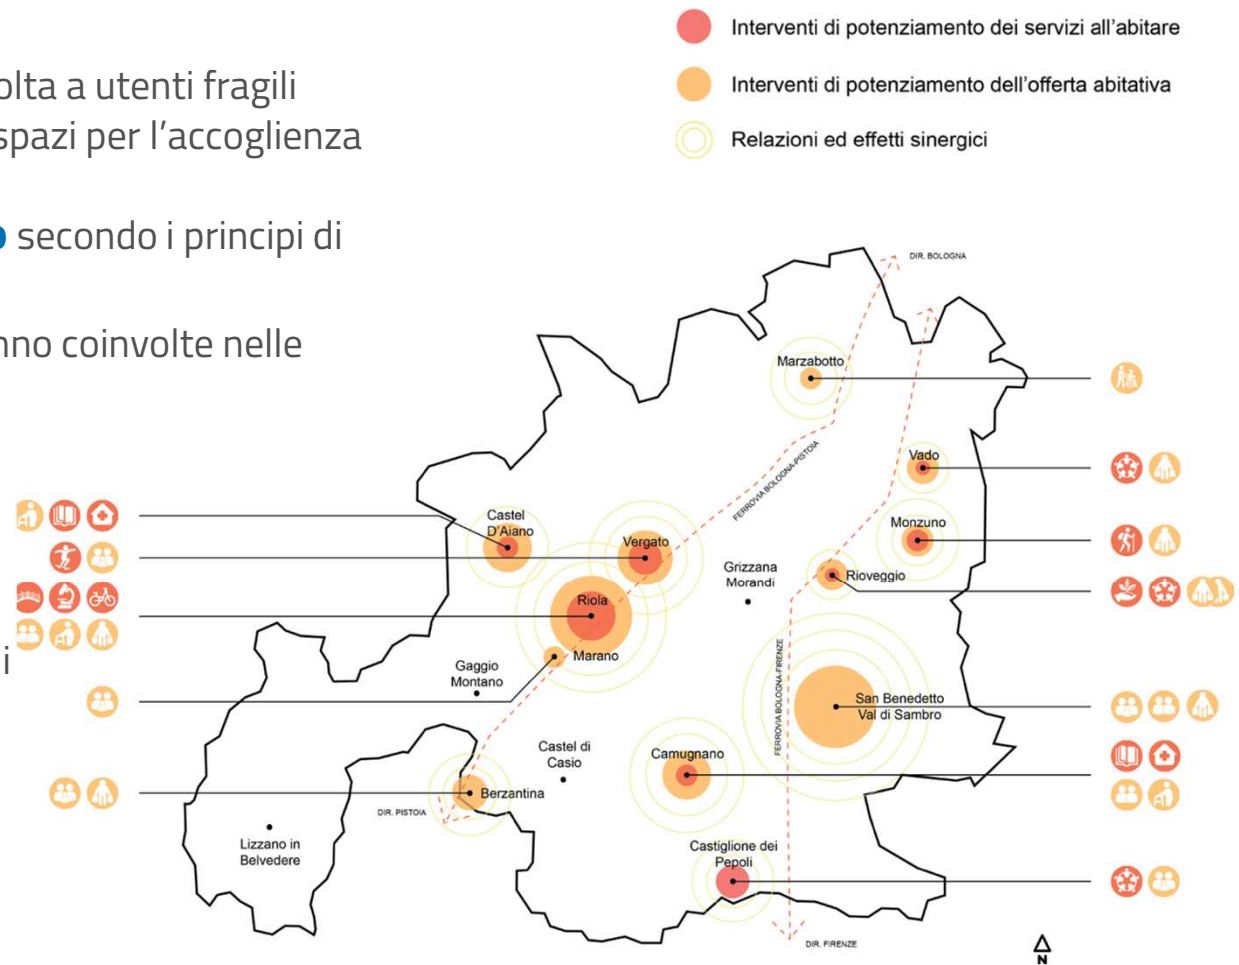 Interventi di potenziamento dei servizi all'abitare
Interventi di potenziamento dell'offerta abitativa
Relazioni ed effetti sinergici
olta a utenti fragili
spazi per l'accoglienza
o secondo i principi di
nno coinvolte nelle
i
DIR. BOLOGNA
Marzabotto
FERROVIA BOLOGNA-PISTOIA
Vado
Castel
D'Aiano
Vergato
Monzuno
Grizzana
Morandi
Rioveggio
Riola
Marano
Gaggio
Montano
FERROVIA BOLOGNA-FIRENZE
San Benedetto
Val di Sambro
Castel di
Casio
Camugnano
Berzantina
DIR. PISTOIA
Lizzano in
Belvedere
Castiglione dei
Pepoli
DIR. FIRENZE
N